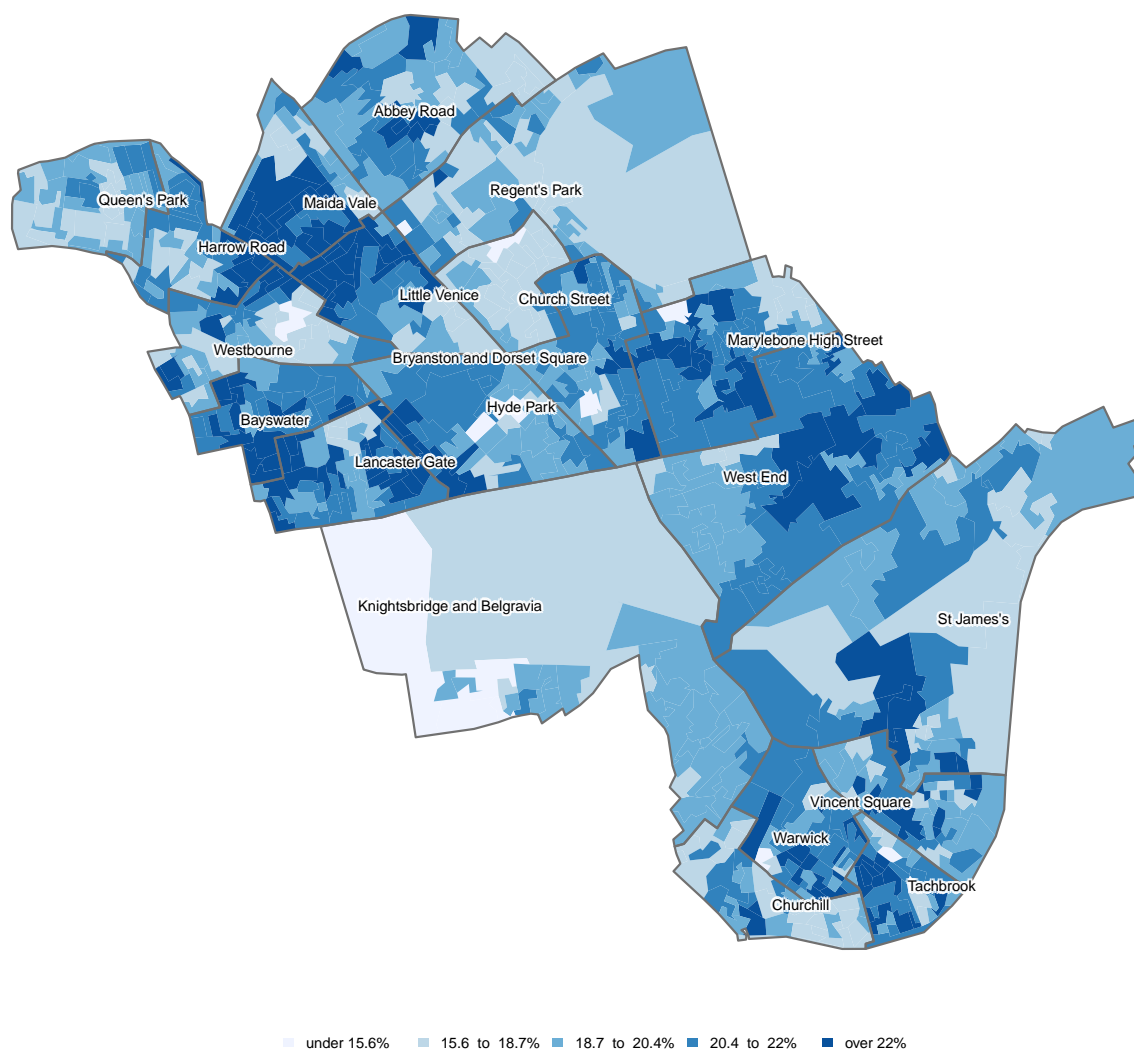 Abbey Road
Regent's Park
Queen's Park
Maida Vale
Harrow Road
Little Venice
Church Street
Marylebone High Street
Westbourne
Bryanston and Dorset Square
Hyde Park
Bayswater
Lancaster Gate
West End
Knightsbridge and Belgravia
St James's
Vincent Square
Warwick
Tachbrook
Churchill
under 15.6% 15.6 to 18.7% 18.7 to 20.4% 20.4 to 22% over 22%